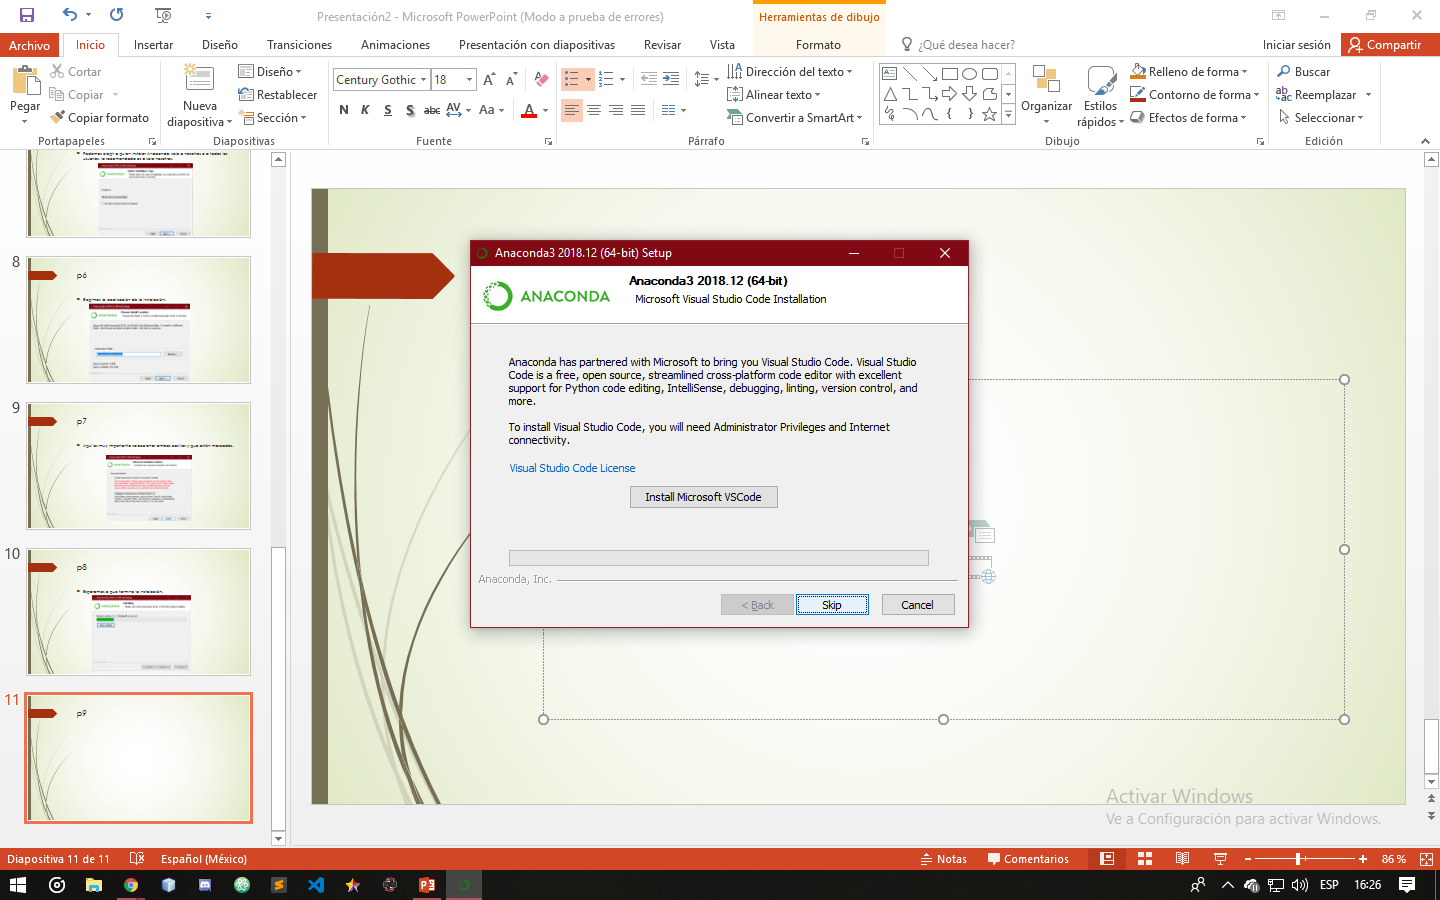 Presentación2 - Microsoft PowerPoint (Modo a prueba de errores)
Herramientas de dibujo
Archivo
Inicio
Insertar
Diseño
Transiciones
Animaciones
Presentación con diapositivas
Revisar
Vista
Formato
¿Qué desea hacer?
Iniciar sesión
Compartir
Pegar
Cortar
Copiar
Copiar formato
Portapapeles
Nueva
diapositiva
Diseño
Restablecer
Sección
Diapositivas
Century Gothic
18
N K S S abc AV Aa A
Fuente
Dirección del texto
Alinear texto
Convertir a SmartArt
Párrafo
Organizar
Estilos
rápidos
Relleno de forma
Contorno de forma
Efectos de forma
Dibujo
Buscar
Reemplazar
Seleccionar
Edición
8
p6
9
p7
10
p8
Esperamos a que termine la instalación.
11
p9
Anaconda3 2018.12 (64-bit) Setup
ANACONDA
Anaconda3 2018.12 (64-bit)
Microsoft Visual Studio Code Installation
Anaconda has partnered with Microsoft to bring you Visual Studio Code. Visual Studio
Code is a free, open source, streamlined cross-platform code editor with excellent
support for Python code editing, IntelliSense, debugging, linting, version control, and
more.
To install Visual Studio Code, you will need Administrator Privileges and Internet
connectivity.
Visual Studio Code License
Install Microsoft VSCode
Anaconda, Inc.
< Back
Skip
Cancel
Activar Windows
Ve a Configuración para activar Windows.
Diapositiva 11 de 11
Español (México)
Notas
Comentarios
86 %
ESP
16:26